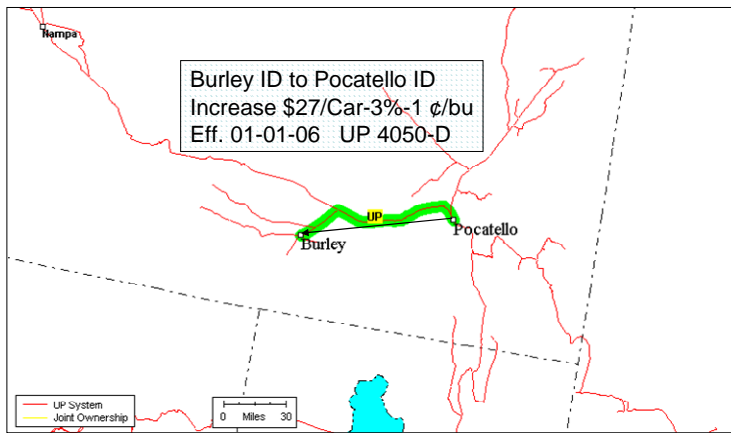 Nampa
Burley ID to Pocatello ID
Increase $27/Car-3%-1 ¢/bu
Eff. 01-01-06 UP 4050-D
UP
Pocatello
Burley
UP System
Joint Ownership
0 Miles 30